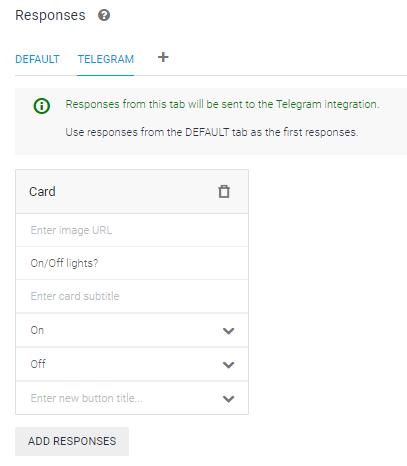 Responses
DEFAULT
TELEGRAM
Responses from this tab will be sent to the Telegram integration.
Use responses from the DEFAULT tab as the first responses.
Card
Enter image URL
On/Off lights?
Enter card subtitle
On
Off
Enter new button title...
ADD RESPONSES